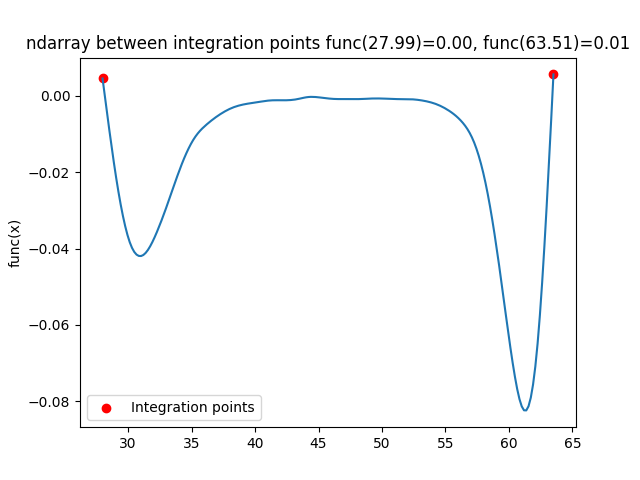 ndarray between integration points func(27.99)=0.00, func(63.51)=0.01
0.00
−0.02
−0.04
−0.06
−0.08
func(x)
Integration points
30 35 40 45 50 55 60 65